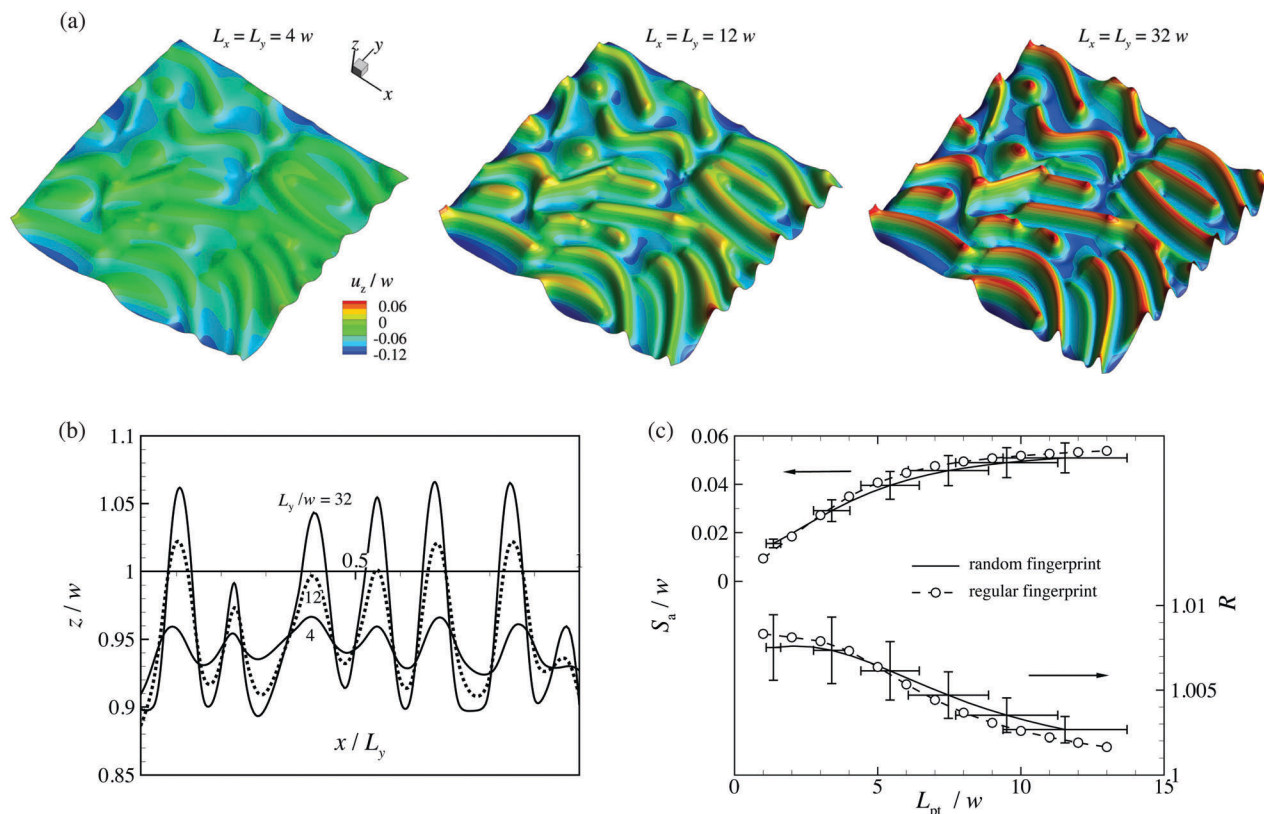 (a)
L_x = L_y = 4 w
z y x
L_x = L_y = 12 w
L_x = L_y = 32 w
u_z / w
0.06
0
-0.06
-0.12
(b)
1.1
1.05
1
0.95
0.9
0.85
z / w
L_y /w = 32
0.5
1
12
4
x / L_y
(c)
0.06
0.04
0.02
0
S_a / w
random fingerprint
regular fingerprint
1.01
1.005
1
R
0 5 10 15
L_pt / w